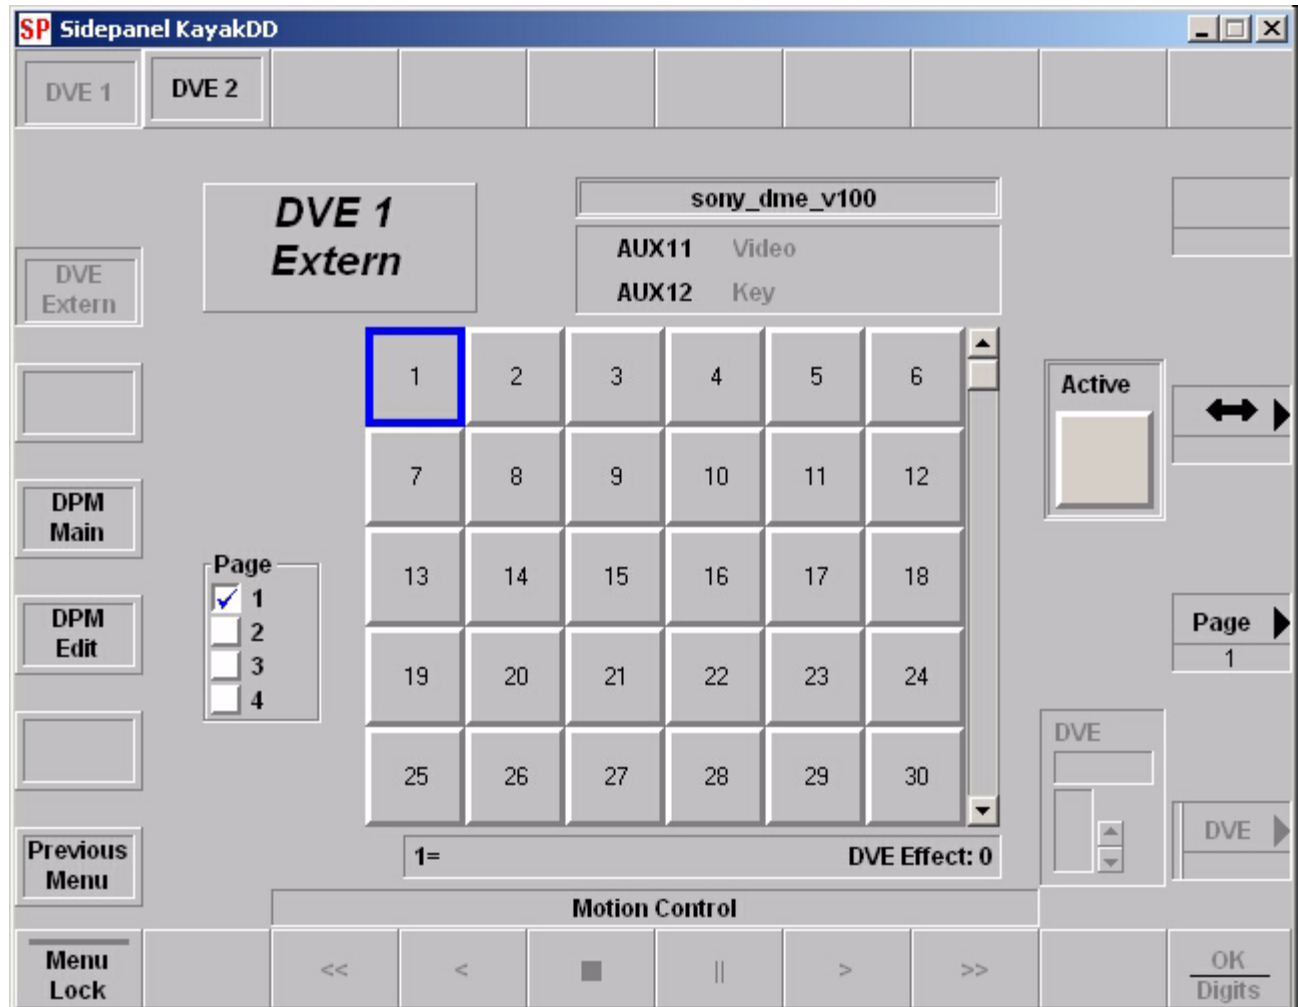 SP Sidepanel KayakDD
DVE 1 DVE 2
DVE 1
Extern
sony_dme_v100
AUX11 Video
AUX12 Key
DVE
Extern
DPM
Main
DPM
Edit
Previous
Menu
Menu
Lock
Page
1
2
3
4
1 2 3 4 5 6
7 8 9 10 11 12
13 14 15 16 17 18
19 20 21 22 23 24
25 26 27 28 29 30
1= DVE Effect: 0
Active
DVE
Page
1
DVE
Motion Control
<< < ■ || > >>
OK
Digits